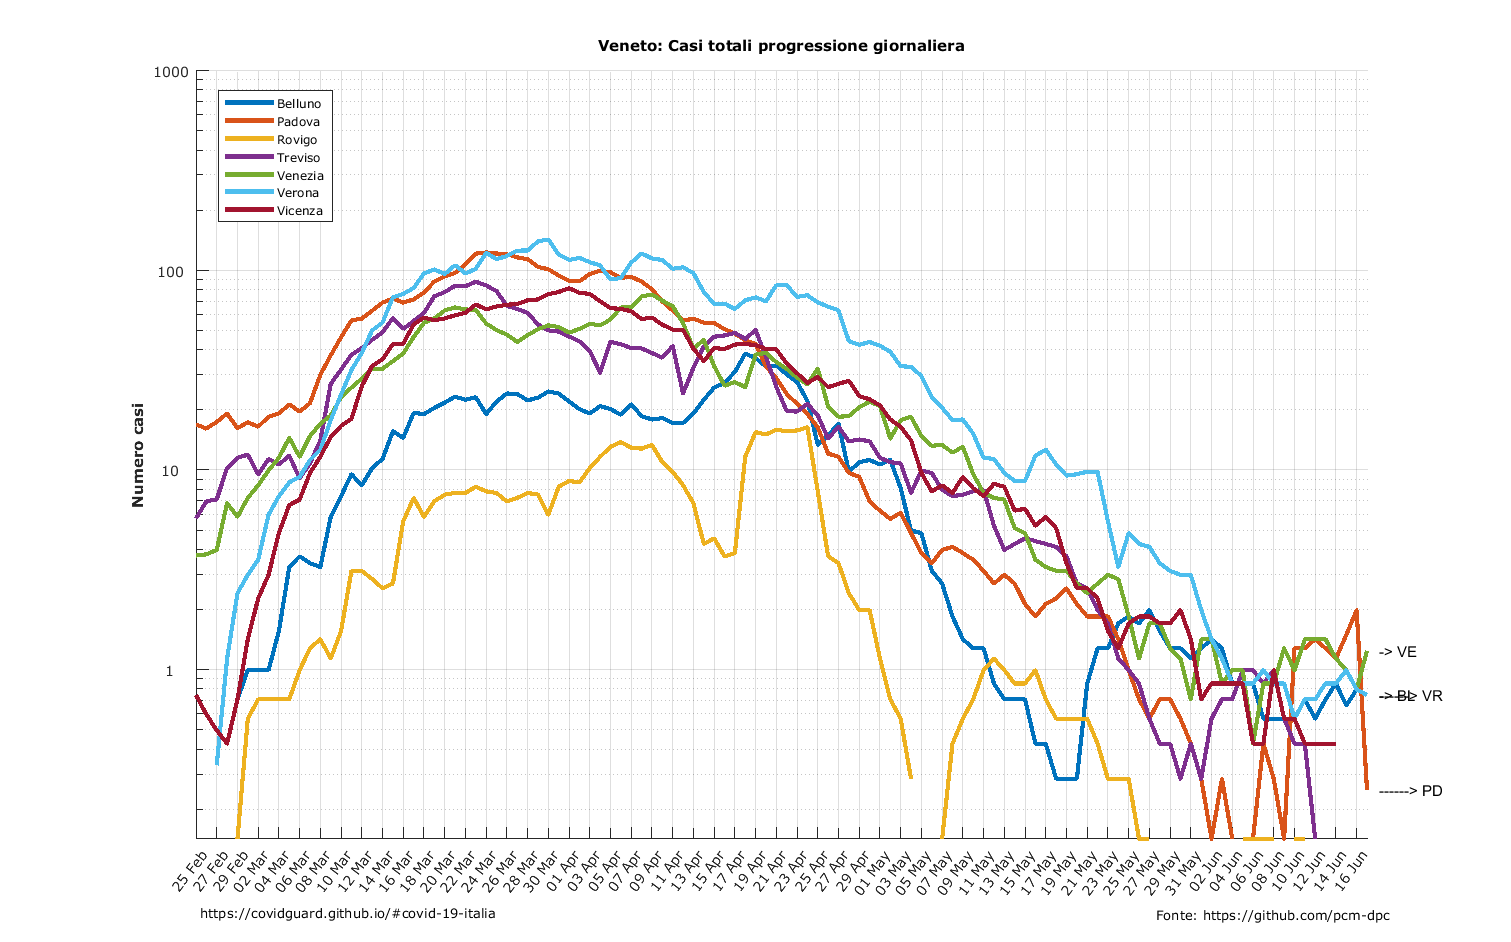 Veneto: Casi totali progressione giornaliera
Numero casi
1000
100
10
1
Belluno
Padova
Rovigo
Treviso
Venezia
Verona
Vicenza
-> VE
-> BL
----> VR
------> PD
25 Feb
27 Feb
29 Feb
02 Mar
04 Mar
06 Mar
08 Mar
10 Mar
12 Mar
14 Mar
16 Mar
18 Mar
20 Mar
22 Mar
24 Mar
26 Mar
28 Mar
30 Mar
01 Apr
03 Apr
05 Apr
07 Apr
09 Apr
11 Apr
13 Apr
15 Apr
17 Apr
19 Apr
21 Apr
23 Apr
25 Apr
27 Apr
29 Apr
01 May
03 May
05 May
07 May
09 May
11 May
13 May
15 May
17 May
19 May
21 May
23 May
25 May
27 May
29 May
31 May
02 Jun
04 Jun
06 Jun
08 Jun
10 Jun
12 Jun
14 Jun
16 Jun
https://covidguard.github.io/#covid-19-italia
Fonte: https://github.com/pcm-dpc